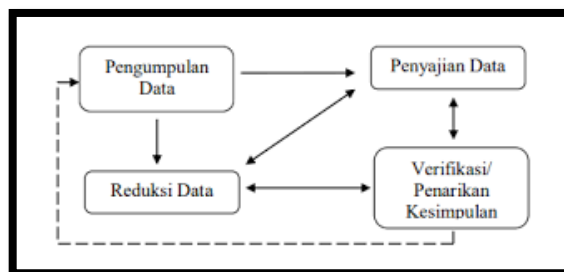 Pengumpulan
Data
Penyajian Data
Reduksi Data
Verifikasi/
Penarikan
Kesimpulan